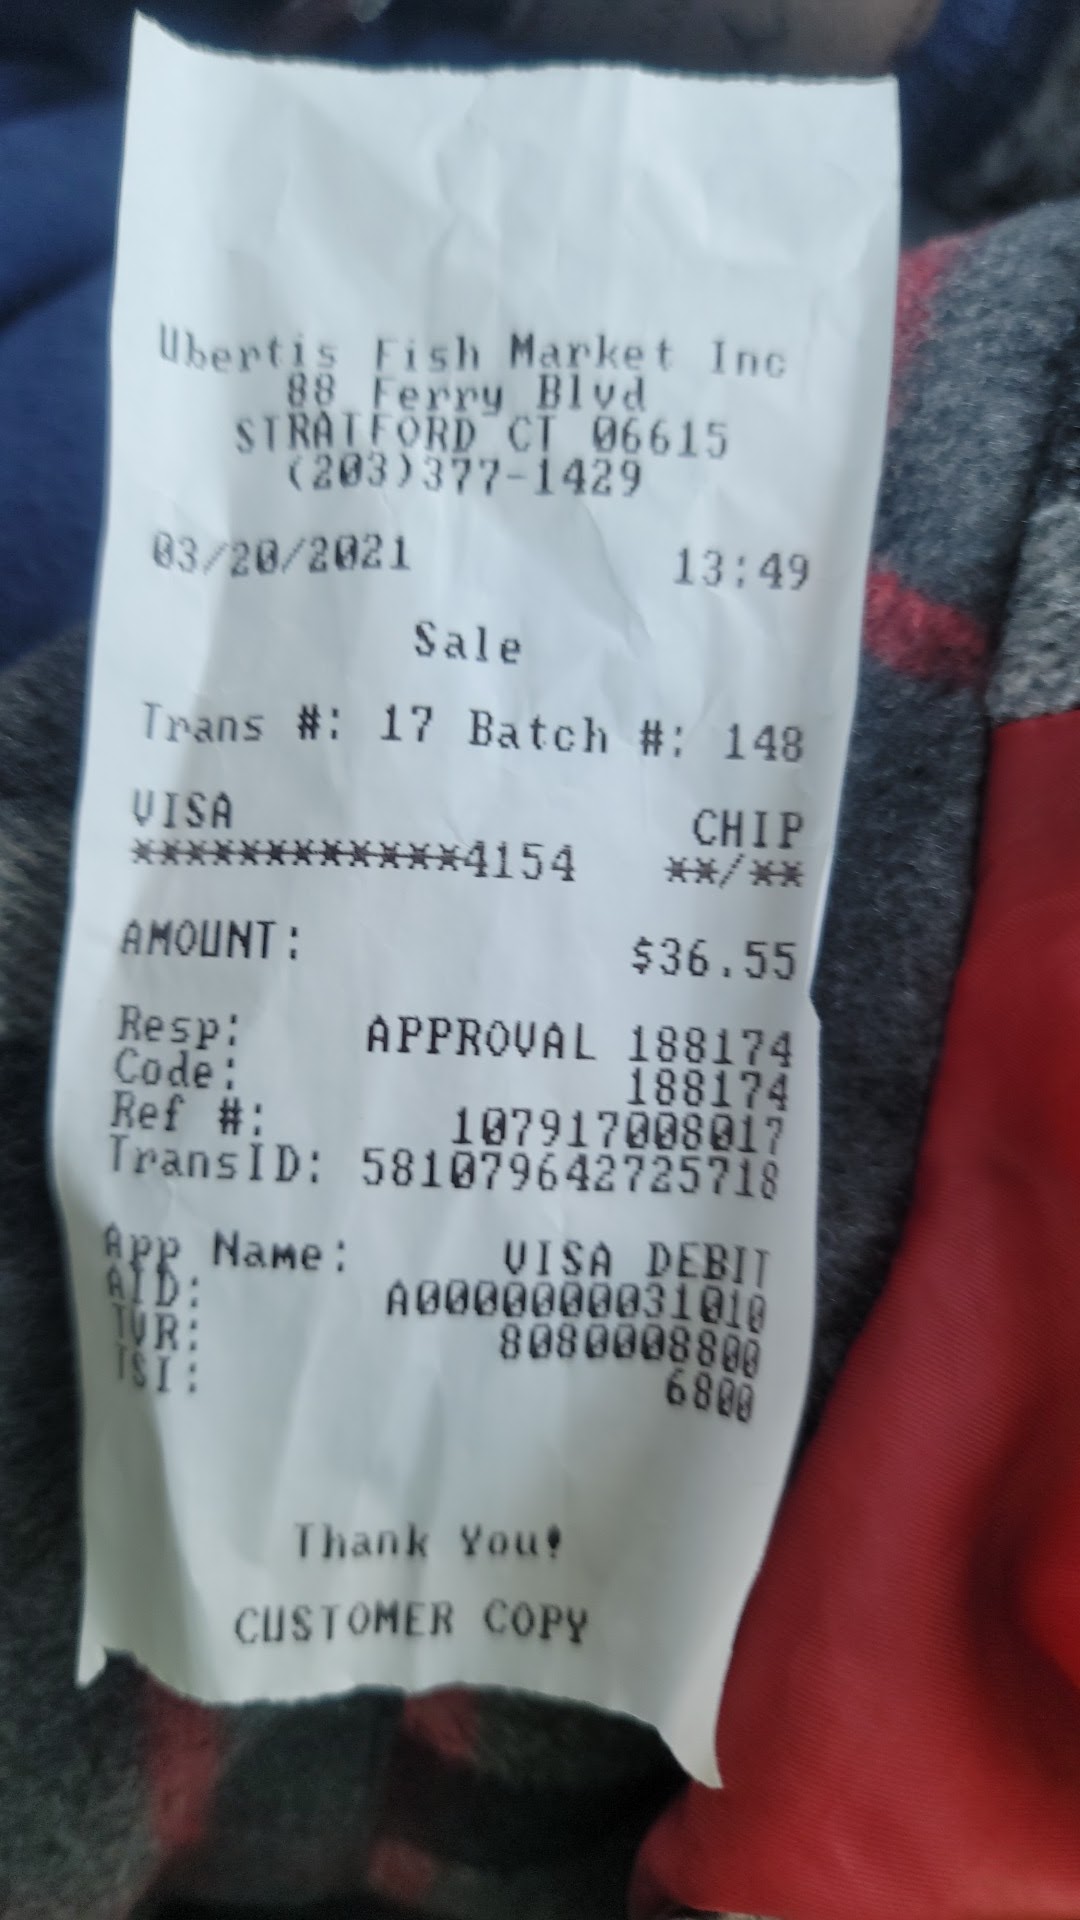 Ubertis Fish Market Inc
88 Ferry Blvd
STRATFORD CT 06615
(203)377-1429
03/20/2021 13:49
Sale
Trans #: 17 Batch #: 148
VISA CHIP
************4154 **/**
AMOUNT: $36.55
Resp: APPROVAL 188174
Code: 188174
Ref #: 107917008017
TransID: 581079642725718
App Name: VISA DEBIT
AID: A0000000031010
TVR: 8080008800
TSI: 6800
Thank You!
CUSTOMER COPY